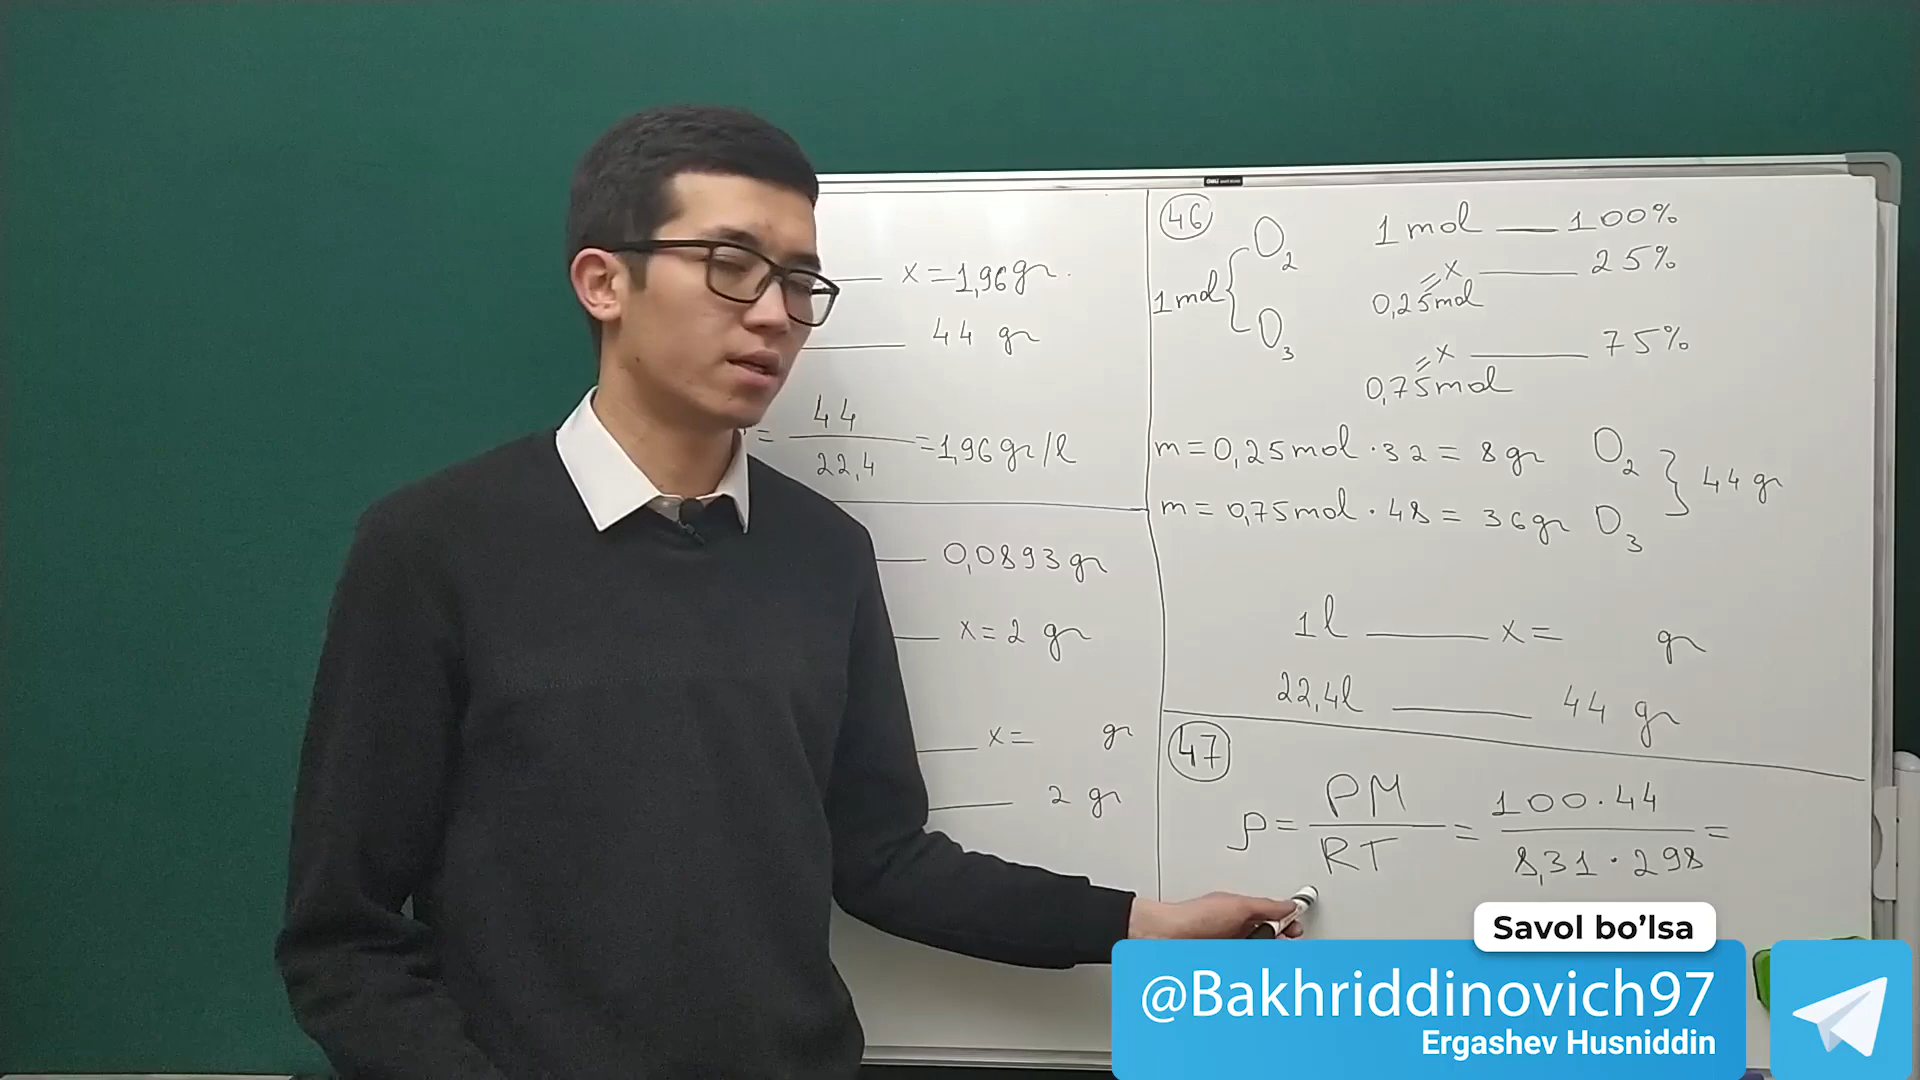 x = 1,96 gr.
44 gr
= 44 / 22,4 = 1,96 gr/l
0,0893 gr
x = 2 gr
x = gr
2 gr
46
1 mol { O2 O3
1 mol — 100%
x — 25%
0,25 mol
x — 75%
0,75 mol
m = 0,25 mol · 32 = 8 gr O2
m = 0,75 mol · 48 = 36 gr O3
} 44 gr
1 l — x = gr
22,4 l — 44 gr
47
ρ = PM / RT = 100 · 44 / 8,31 · 298 =
Savol bo’lsa
@Bakhriddinovich97
Ergashev Husniddin